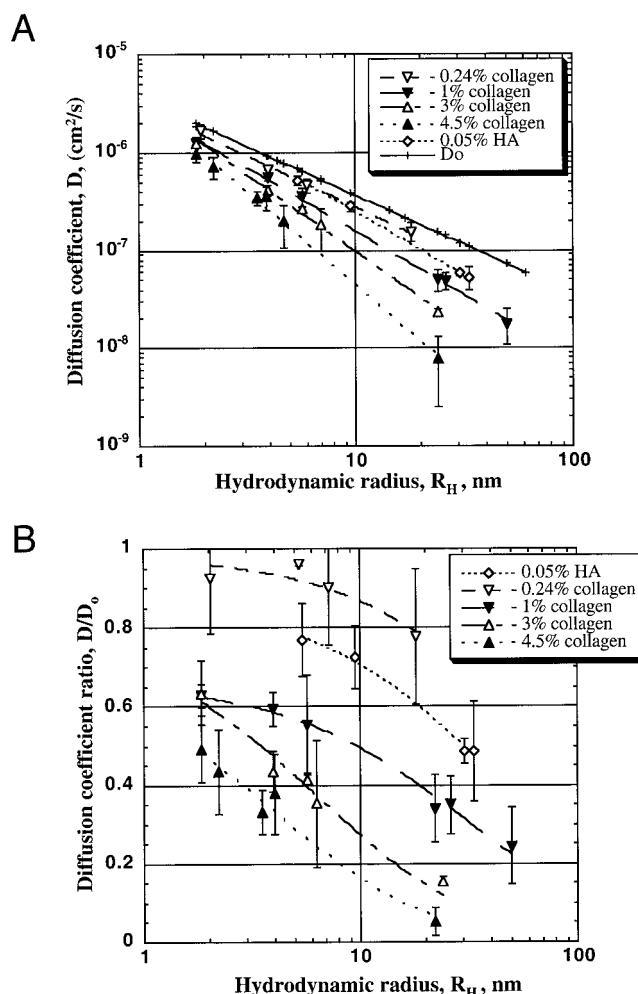 A
10⁻⁵
10⁻⁶
10⁻⁷
10⁻⁸
10⁻⁹
Diffusion coefficient, D, (cm²/s)
0.24% collagen
1% collagen
3% collagen
4.5% collagen
0.05% HA
Do
1
10
100
Hydrodynamic radius, R_H, nm
B
1
0.8
0.6
0.4
0.2
0
Diffusion coefficient ratio, D/D_o
0.05% HA
0.24% collagen
1% collagen
3% collagen
4.5% collagen
1
10
100
Hydrodynamic radius, R_H, nm